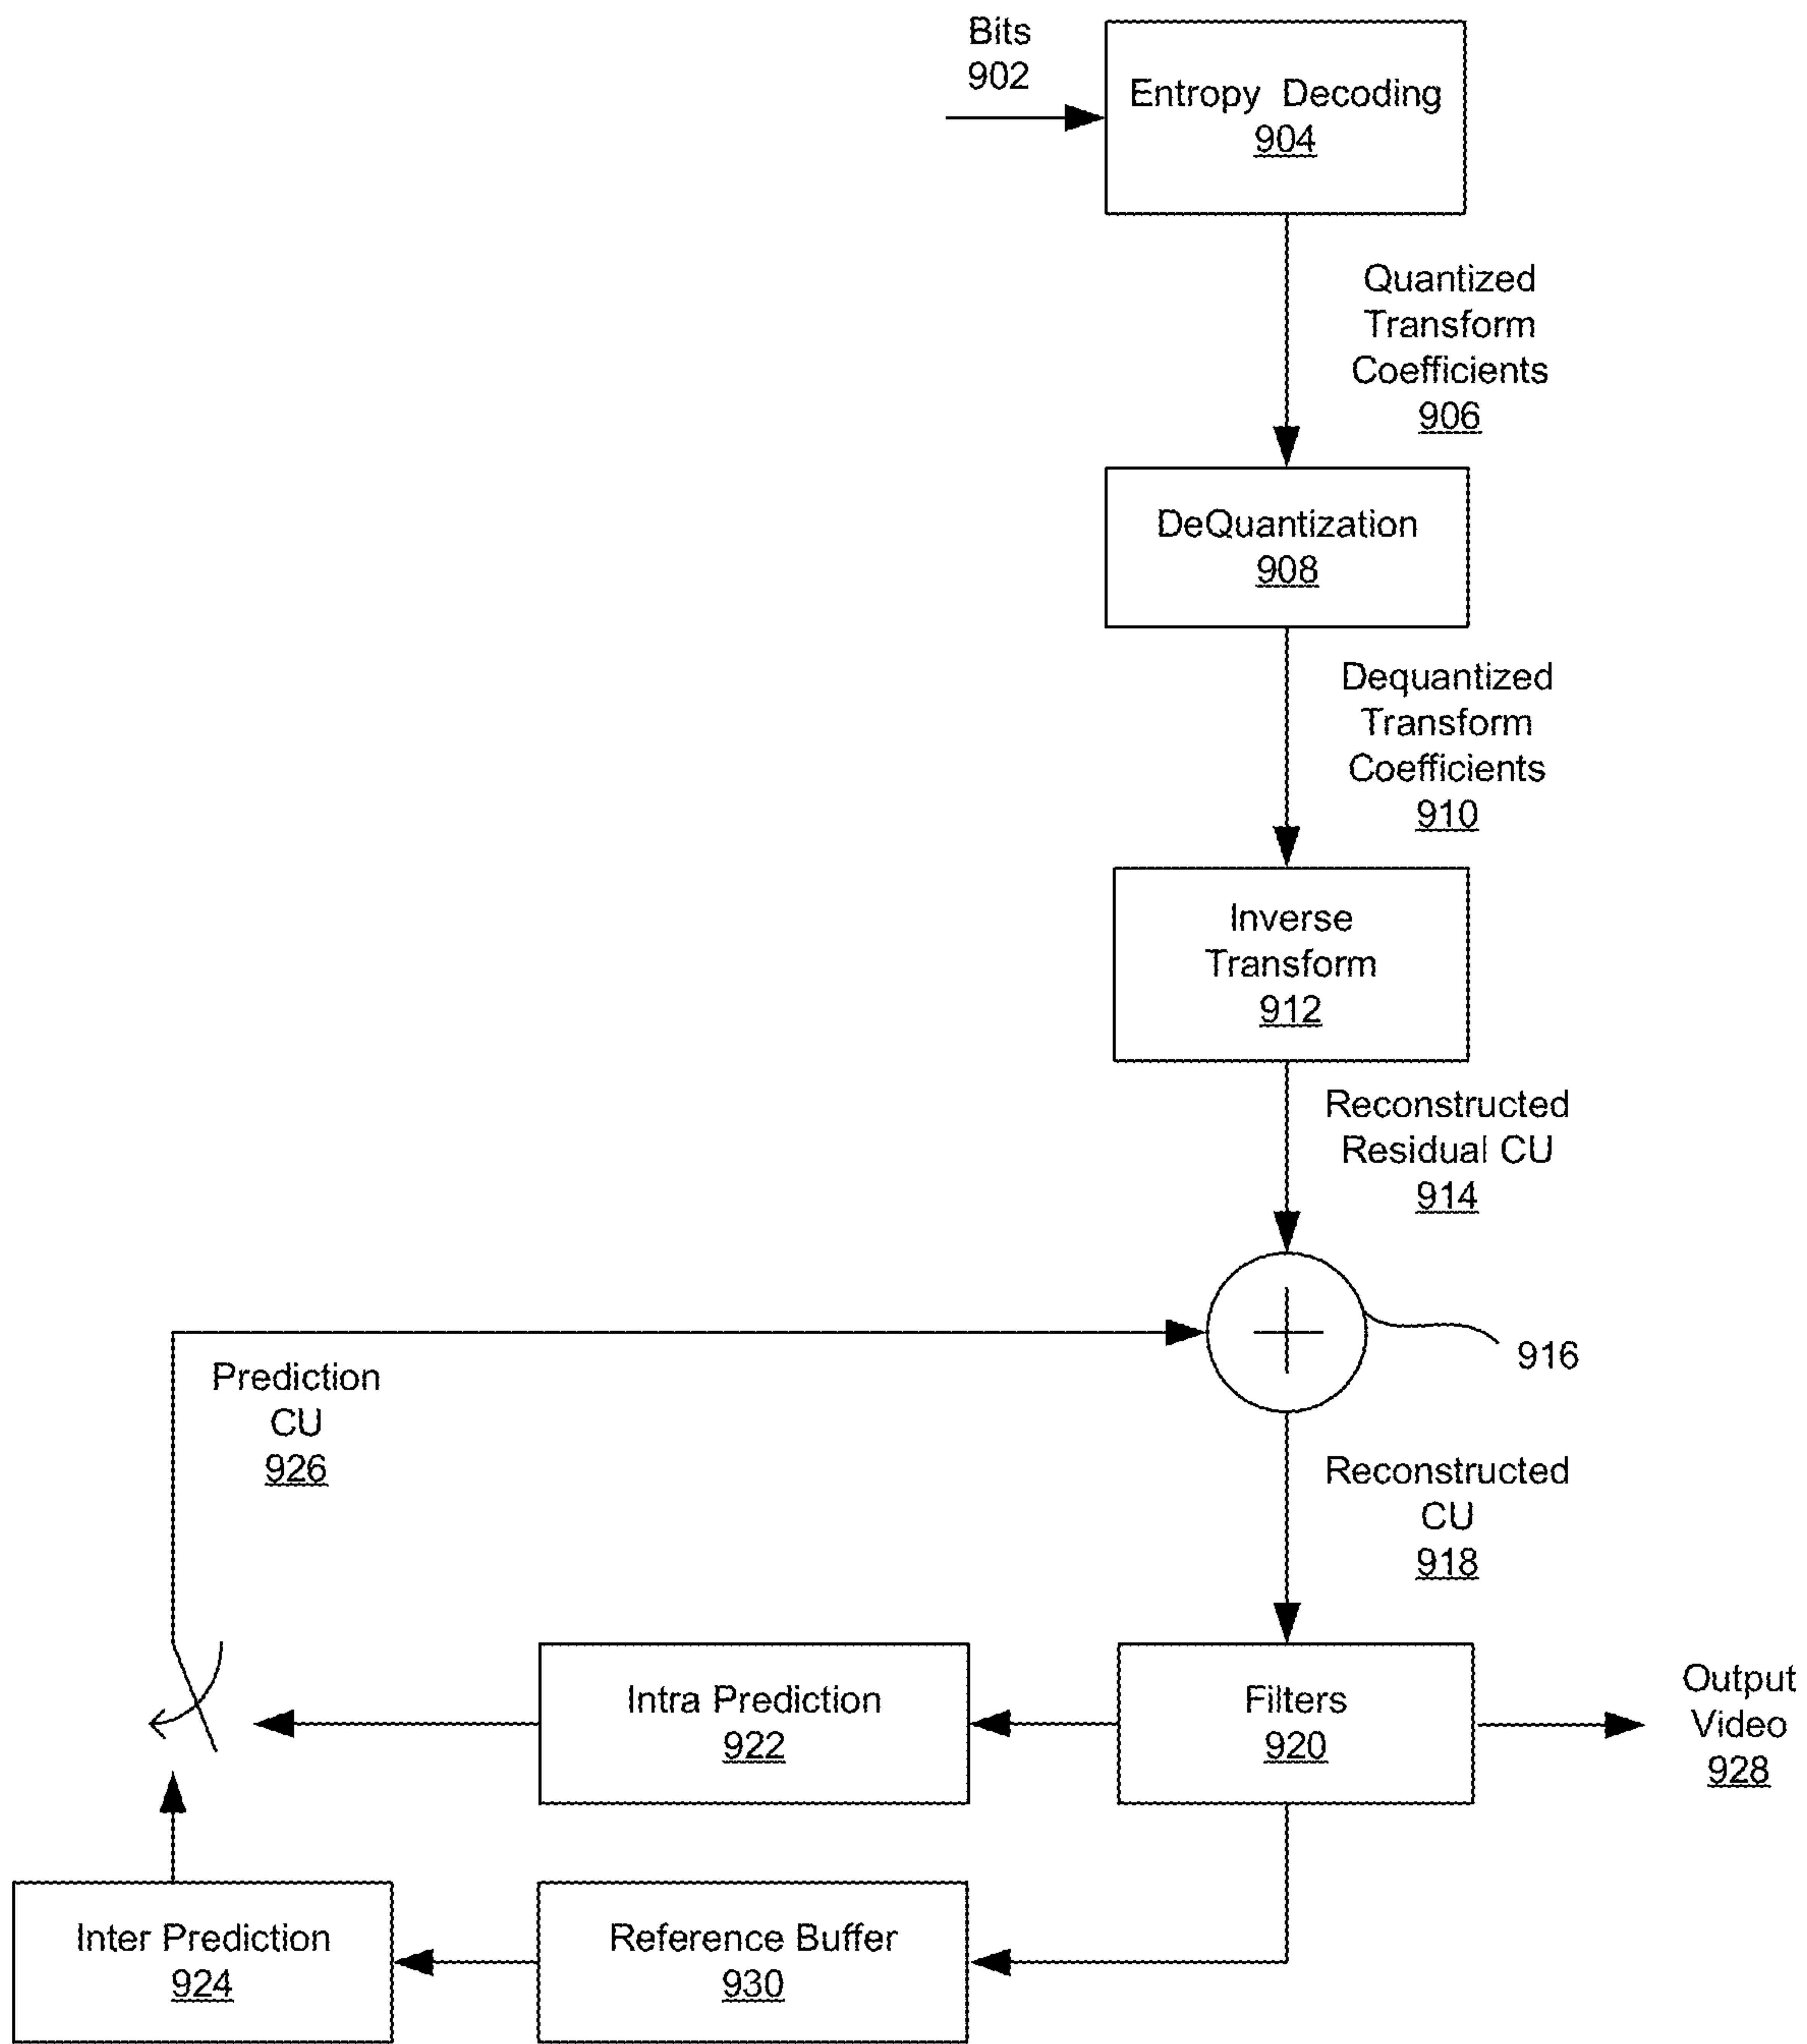 Bits
902
Entropy Decoding
904
Quantized
Transform
Coefficients
906
DeQuantization
908
Dequantized
Transform
Coefficients
910
Inverse
Transform
912
Reconstructed
Residual CU
914
916
Prediction
CU
926
Reconstructed
CU
918
Intra Prediction
922
Filters
920
Output
Video
928
Inter Prediction
924
Reference Buffer
930